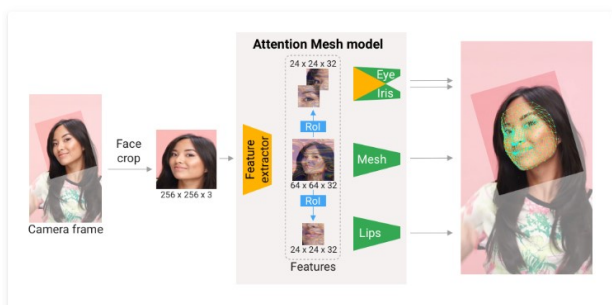 Attention Mesh model
24 x 24 x 32
Eye
Iris
Face
crop
RoI
Feature
extractor
Mesh
256 x 256 x 3
64 x 64 x 32
RoI
Camera frame
Lips
24 x 24 x 32
Features